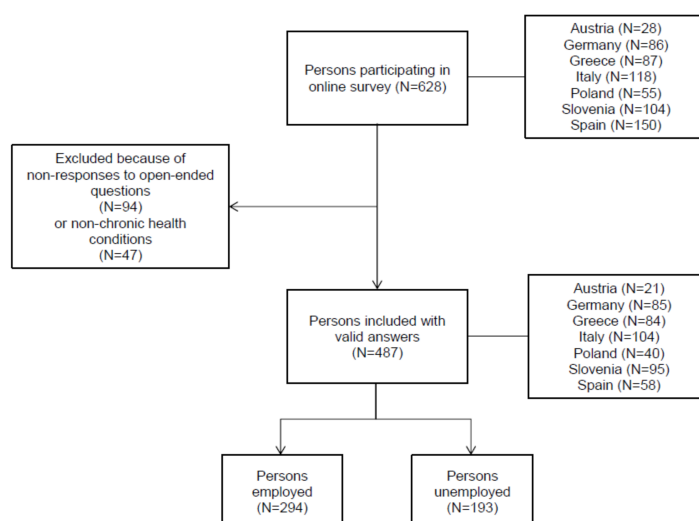 Persons participating in
online survey (N=628)
Austria (N=28)
Germany (N=86)
Greece (N=87)
Italy (N=118)
Poland (N=55)
Slovenia (N=104)
Spain (N=150)
Excluded because of
non-responses to open-ended
questions
(N=94)
or non-chronic health
conditions
(N=47)
Persons included with
valid answers
(N=487)
Austria (N=21)
Germany (N=85)
Greece (N=84)
Italy (N=104)
Poland (N=40)
Slovenia (N=95)
Spain (N=58)
Persons
employed
(N=294)
Persons
unemployed
(N=193)